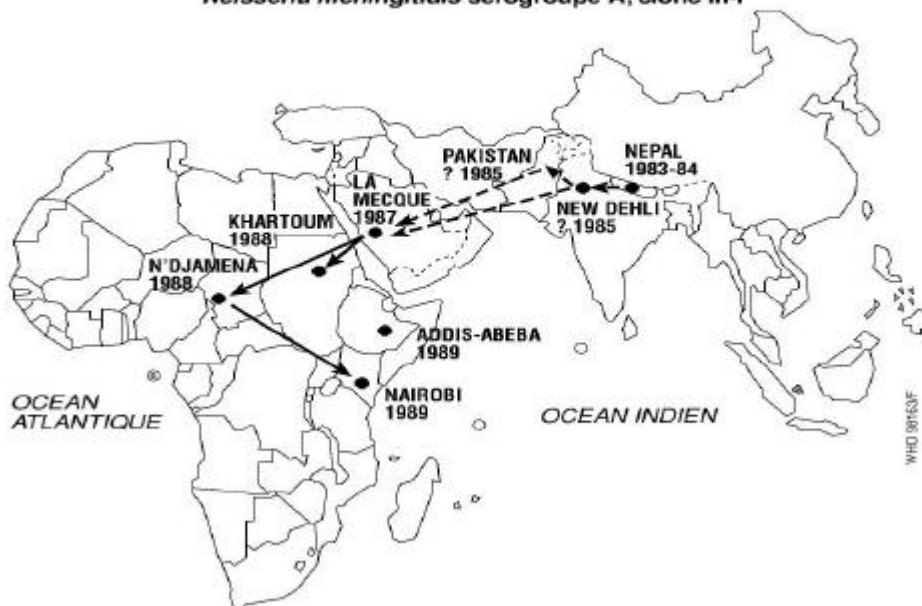 Neisseria meningitidis sérogroupe A, clone III-1
PAKISTAN
? 1985
NEPAL
1983-84
LA
MECQUE
1987
NEW DEHLI
? 1985
KHARTOUM
1988
N'DJAMENA
1988
ADDIS-ABEBA
1989
NAIROBI
1989
OCEAN
ATLANTIQUE
OCEAN INDIEN
WHO 98163/F